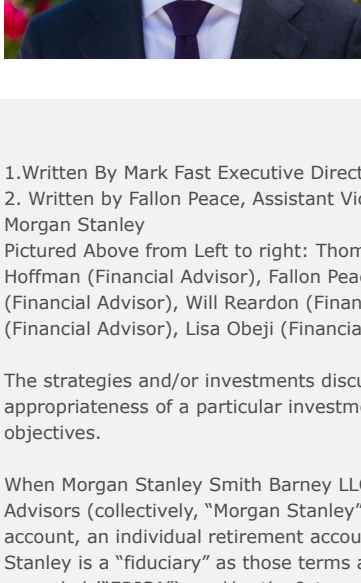 1.Written By Mark Fast Executive Direct
2. Written by Fallon Peace, Assistant Vic
Morgan Stanley
Pictured Above from Left to right: Thom
Hoffman (Financial Advisor), Fallon Pea
(Financial Advisor), Will Reardon (Finan
(Financial Advisor), Lisa Obeji (Financia
The strategies and/or investments discu
appropriateness of a particular investme
objectives.
When Morgan Stanley Smith Barney LLC
Advisors (collectively, “Morgan Stanley”
account, an individual retirement accou
Stanley is a “fiduciary” as those terms a